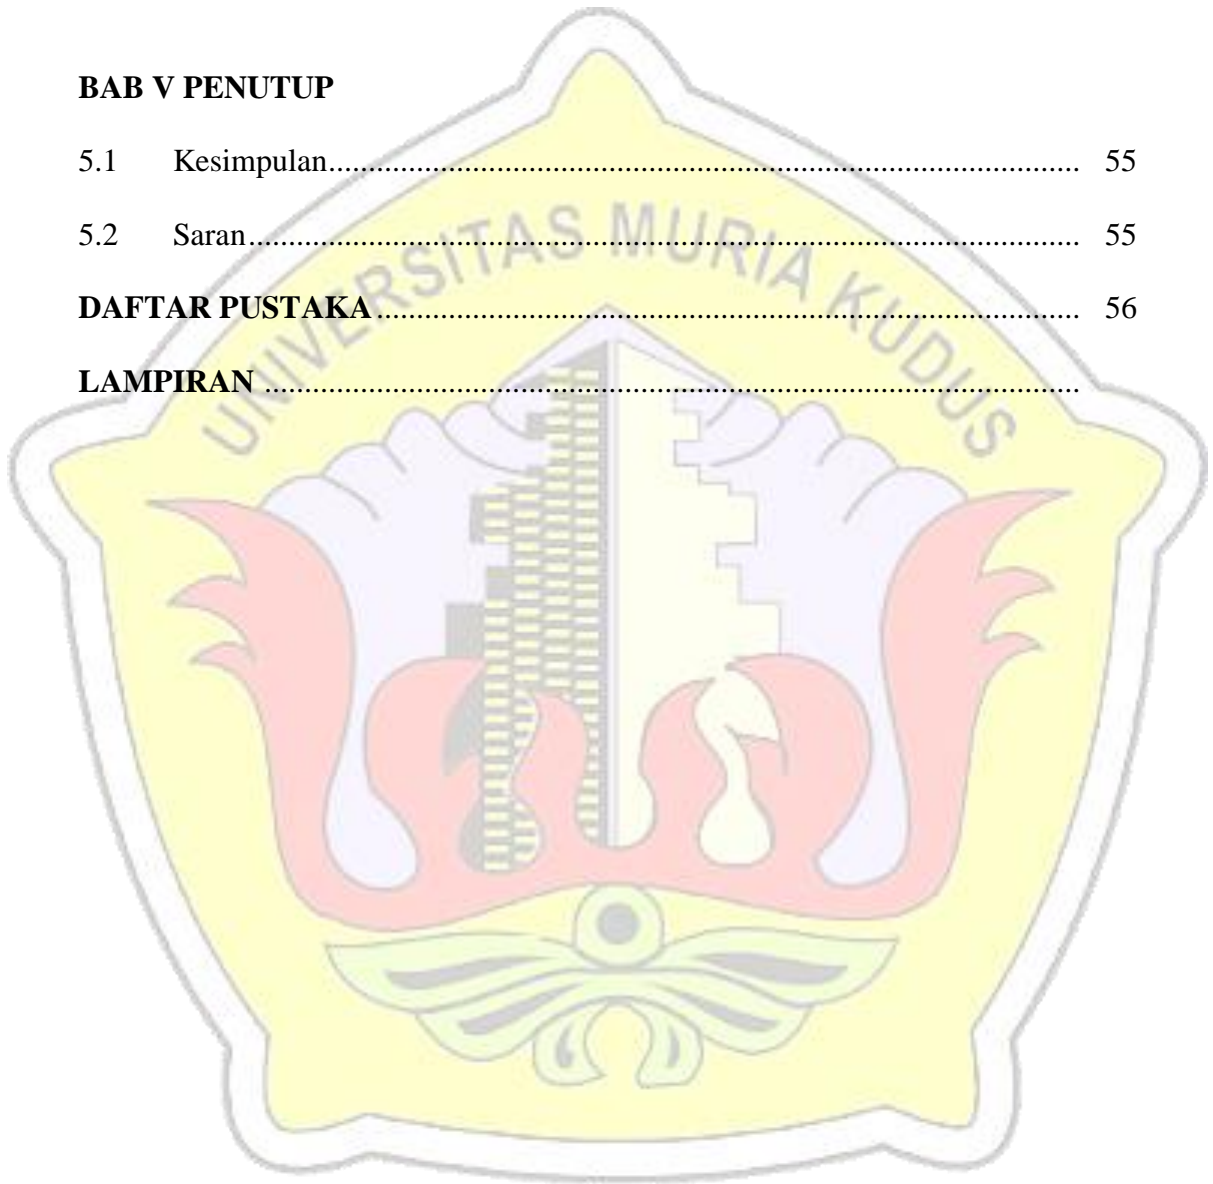 BAB V PENUTUP
5.1 Kesimpulan........................................................................................... 55
5.2 Saran..................................................................................................... 55
UNIVERSITAS MURIA KUDUS
DAFTAR PUSTAKA..................................................................................... 56
LAMPIRAN ...................................................................................................